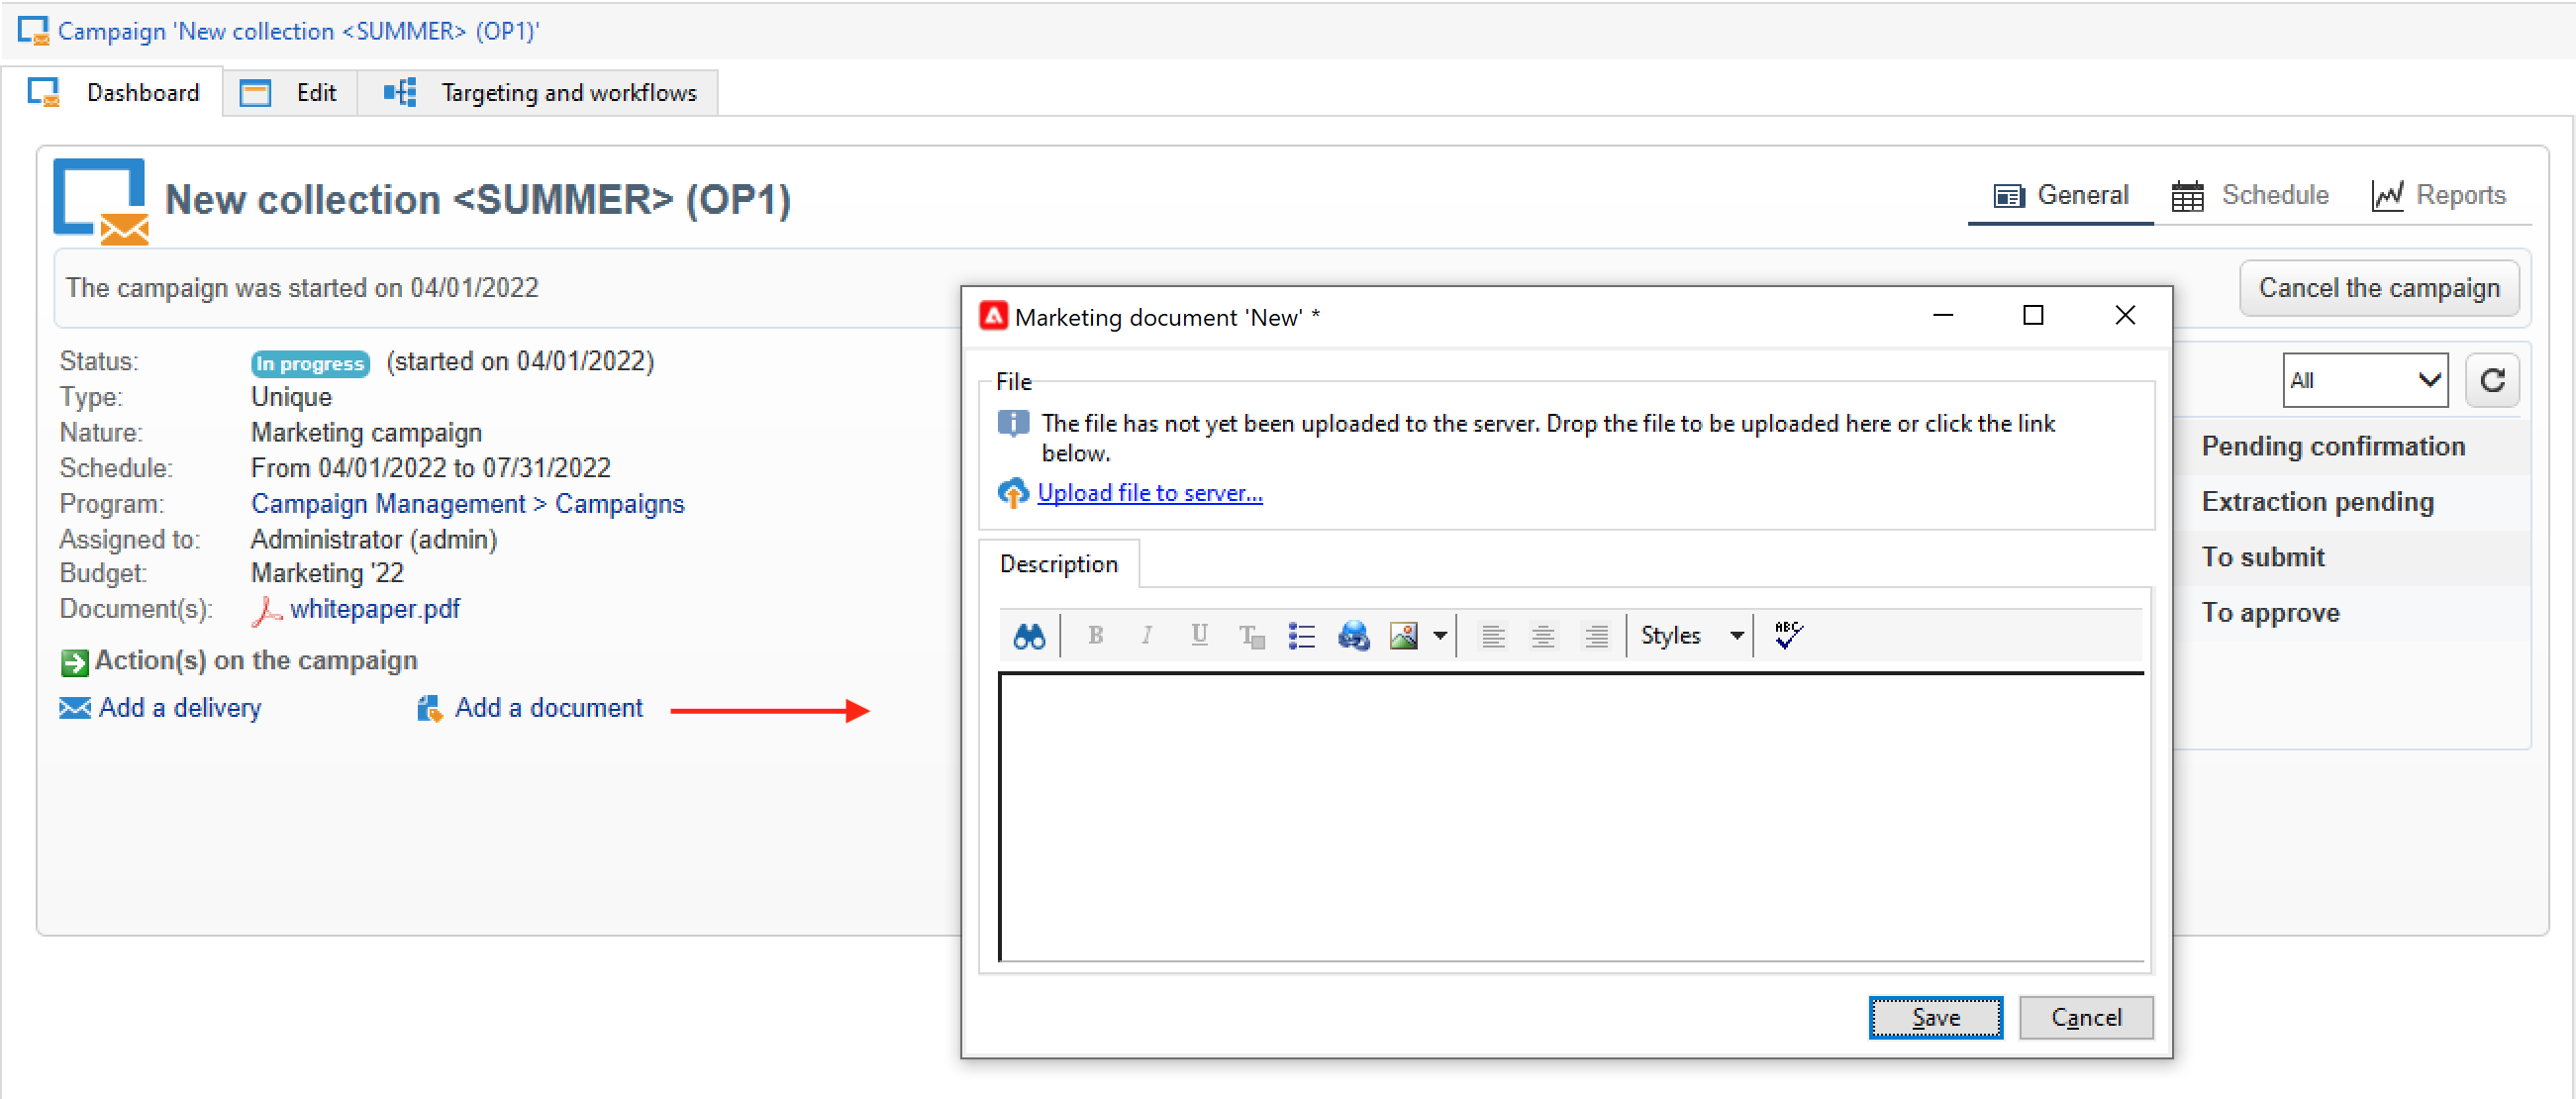 Campaign 'New collection <SUMMER> (OP1)'
Dashboard
Edit
Targeting and workflows
New collection <SUMMER> (OP1)
General
Schedule
Reports
The campaign was started on 04/01/2022
Cancel the campaign
Status: In progress (started on 04/01/2022)
Type: Unique
Nature: Marketing campaign
Schedule: From 04/01/2022 to 07/31/2022
Program: Campaign Management > Campaigns
Assigned to: Administrator (admin)
Budget: Marketing '22
Document(s): whitepaper.pdf
Action(s) on the campaign
Add a delivery
Add a document
Marketing document 'New' *
File
The file has not yet been uploaded to the server. Drop the file to be uploaded here or click the link
below.
Upload file to server...
Description
B I U T Styles ABC
Save
Cancel
All
Pending confirmation
Extraction pending
To submit
To approve